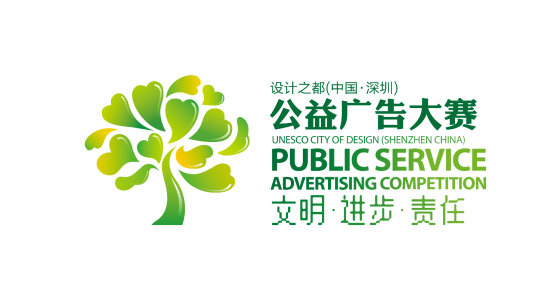 设计之都(中国·深圳)
公益广告大赛
UNESCO CITY OF DESIGN (SHENZHEN CHINA)
PUBLIC SERVICE
ADVERTISING COMPETITION
文明·进步·责任